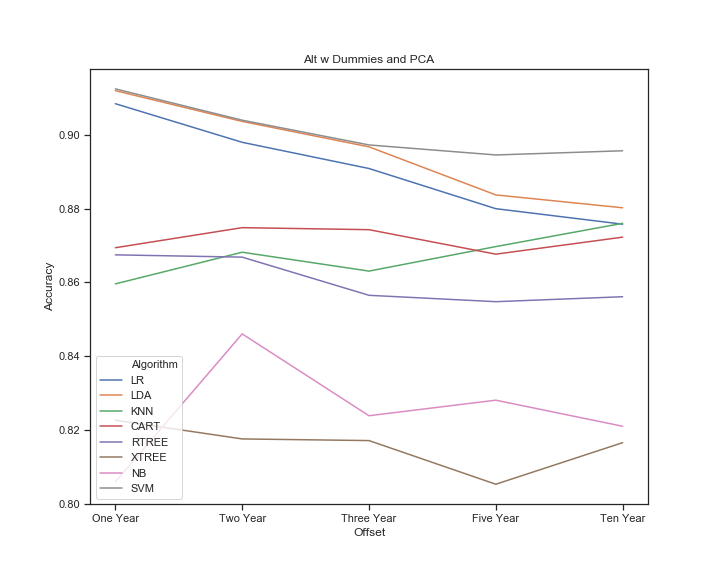 Alt w Dummies and PCA
Accuracy
0.90
0.88
0.86
0.84
0.82
0.80
Algorithm
LR
LDA
KNN
CART
RTREE
XTREE
NB
SVM
One Year Two Year Three Year Five Year Ten Year
Offset